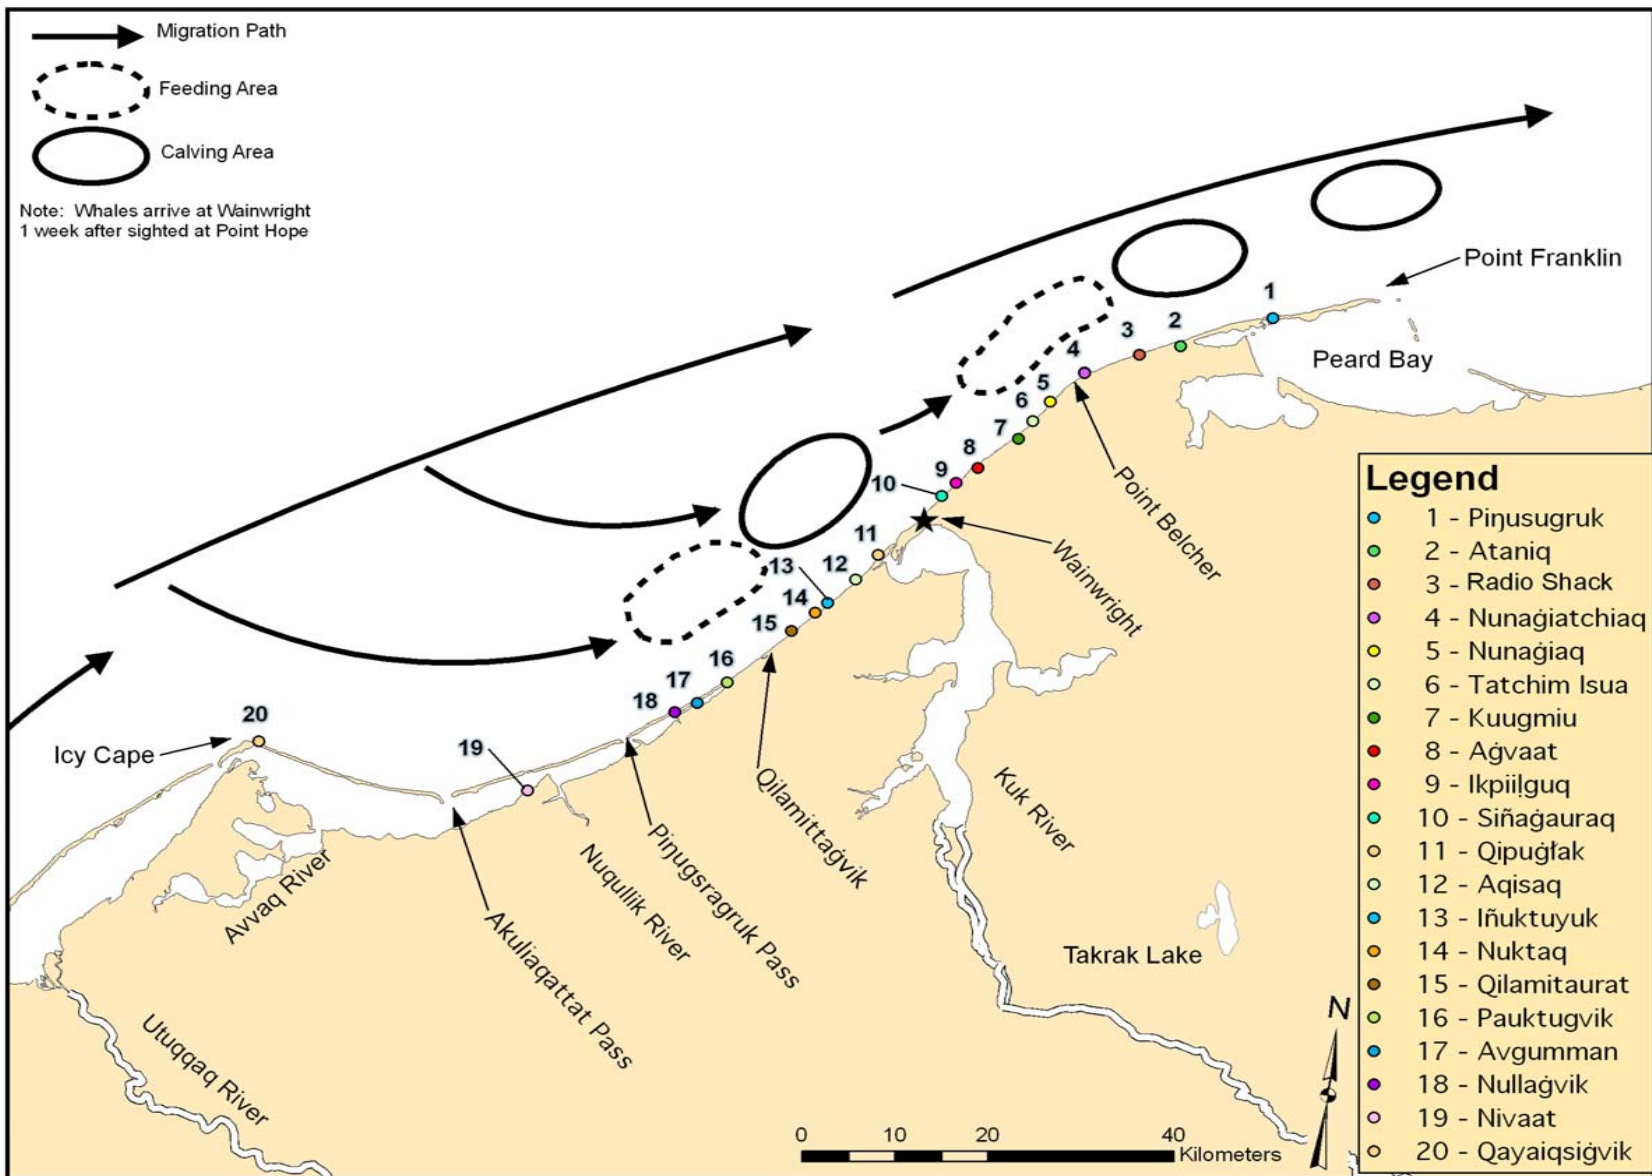 Migration Path
Feeding Area
Calving Area
Note: Whales arrive at Wainwright
1 week after sighted at Point Hope
Point Franklin
1
2
3
Peard Bay
4
5
6
7
8
9
10
Point Belcher
11
Wainwright
12
13
14
15
16
17
18
19
20
Icy Cape
Qilamittaġvik
Kuk River
Piŋugsragruk Pass
Nuqullik River
Akuliaqattat Pass
Avvaq River
Utuqqaq River
Takrak Lake
N
0 10 20 40
Kilometers
Legend
1 - Piŋusugruk
2 - Ataniq
3 - Radio Shack
4 - Nunaġiatchiaq
5 - Nunaġiaq
6 - Tatchim Isua
7 - Kuugmiu
8 - Aġvaat
9 - Ikpiiḷguq
10 - Siñaġauraq
11 - Qipuġłak
12 - Aqisaq
13 - Iñuktuyuk
14 - Nuktaq
15 - Qilamitaurat
16 - Pauktugvik
17 - Avgumman
18 - Nullaġvik
19 - Nivaat
20 - Qayaiqsiġvik